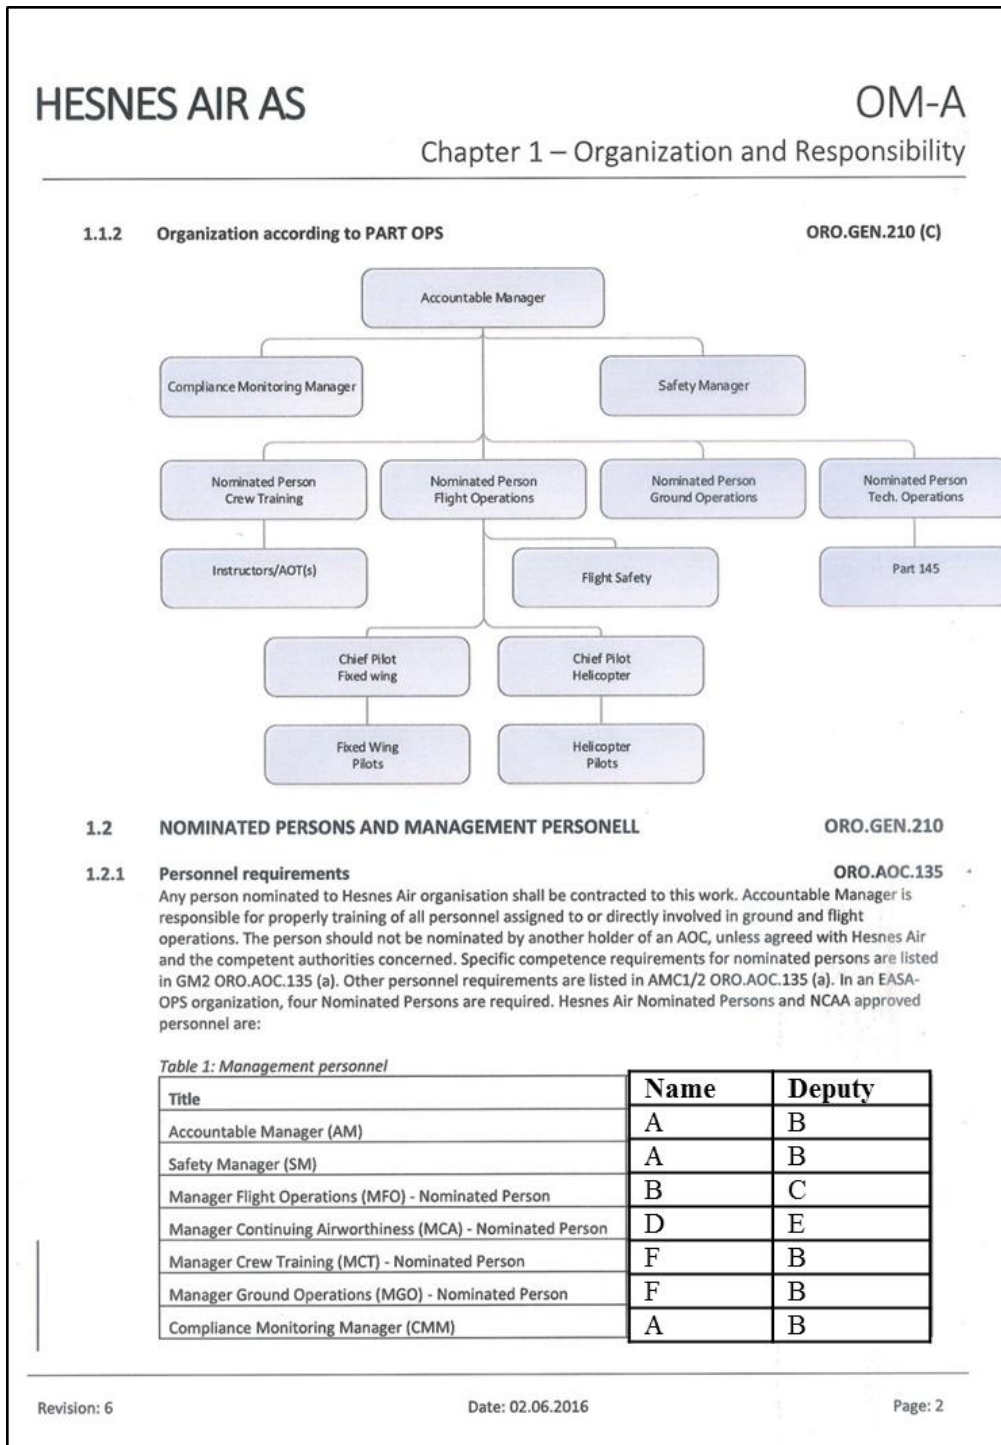 HESNES AIR AS
OM-A
Chapter 1 – Organization and Responsibility
1.1.2 Organization according to PART OPS ORO.GEN.210 (C)
Accountable Manager
Compliance Monitoring Manager
Safety Manager
Nominated Person
Crew Training
Nominated Person
Flight Operations
Nominated Person
Ground Operations
Nominated Person
Tech. Operations
Instructors/AOT(s)
Flight Safety
Part 145
Chief Pilot
Fixed wing
Chief Pilot
Helicopter
Fixed Wing
Pilots
Helicopter
Pilots
1.2 NOMINATED PERSONS AND MANAGEMENT PERSONELL ORO.GEN.210
1.2.1 Personnel requirements ORO.AOC.135
Any person nominated to Hesnes Air organisation shall be contracted to this work. Accountable Manager is
responsible for properly training of all personnel assigned to or directly involved in ground and flight
operations. The person should not be nominated by another holder of an AOC, unless agreed with Hesnes Air
and the competent authorities concerned. Specific competence requirements for nominated persons are listed
in GM2 ORO.AOC.135 (a). Other personnel requirements are listed in AMC1/2 ORO.AOC.135 (a). In an EASA-
OPS organization, four Nominated Persons are required. Hesnes Air Nominated Persons and NCAA approved
personnel are:
Table 1: Management personnel
Title Name Deputy
Accountable Manager (AM) A B
Safety Manager (SM) A B
Manager Flight Operations (MFO) - Nominated Person B C
Manager Continuing Airworthiness (MCA) - Nominated Person D E
Manager Crew Training (MCT) - Nominated Person F B
Manager Ground Operations (MGO) - Nominated Person F B
Compliance Monitoring Manager (CMM) A B
Revision: 6 Date: 02.06.2016 Page: 2